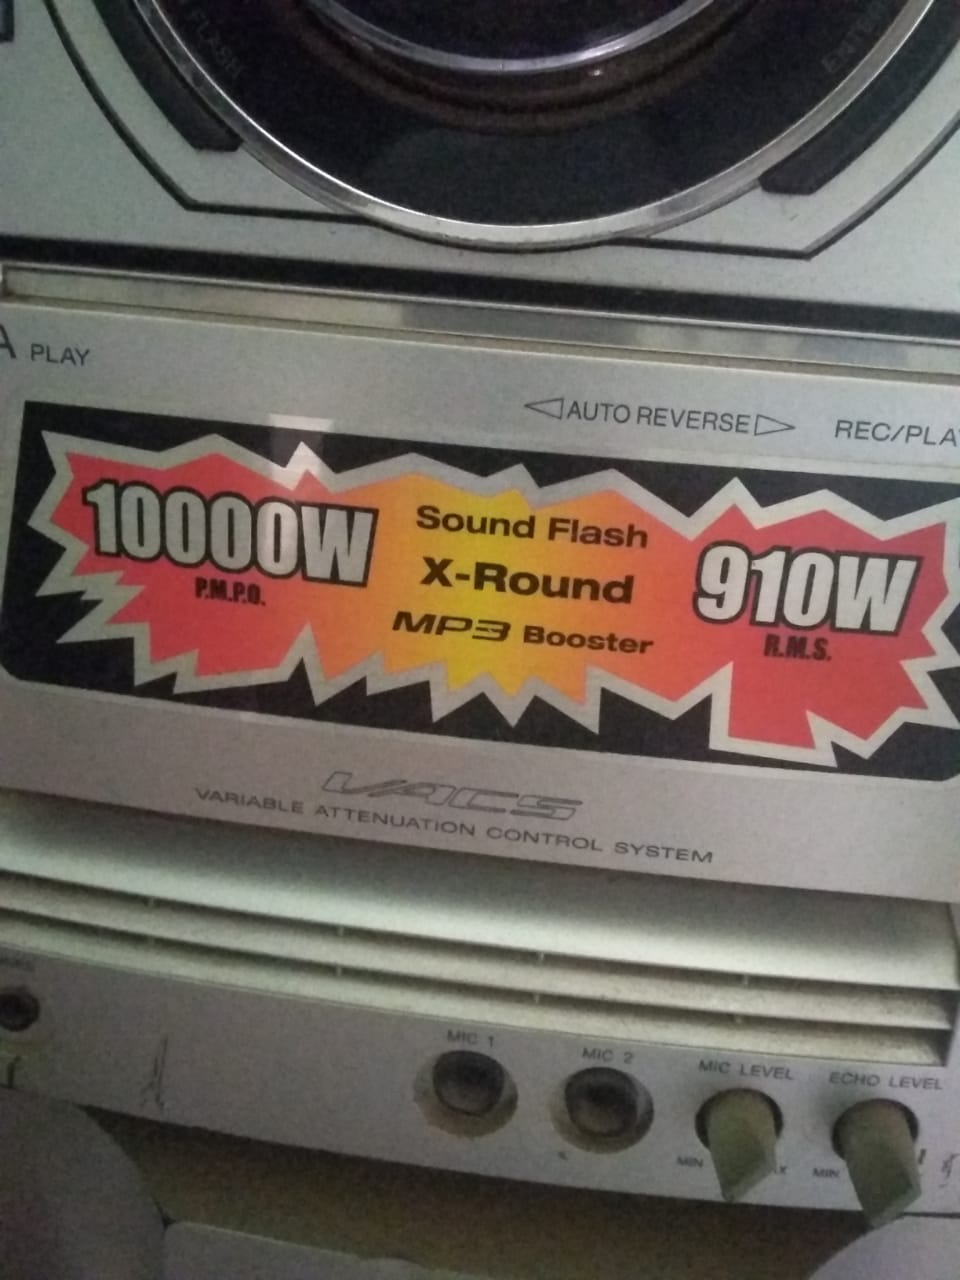 FLASH
A PLAY
◁AUTO REVERSE▷
REC/PLA
10000W
P.M.P.O.
Sound Flash
X-Round
MP3 Booster
910W
R.M.S.
VACS
VARIABLE ATTENUATION CONTROL SYSTEM
MIC 1
MIC 2
MIC LEVEL
ECHO LEVEL
MIN
MIN